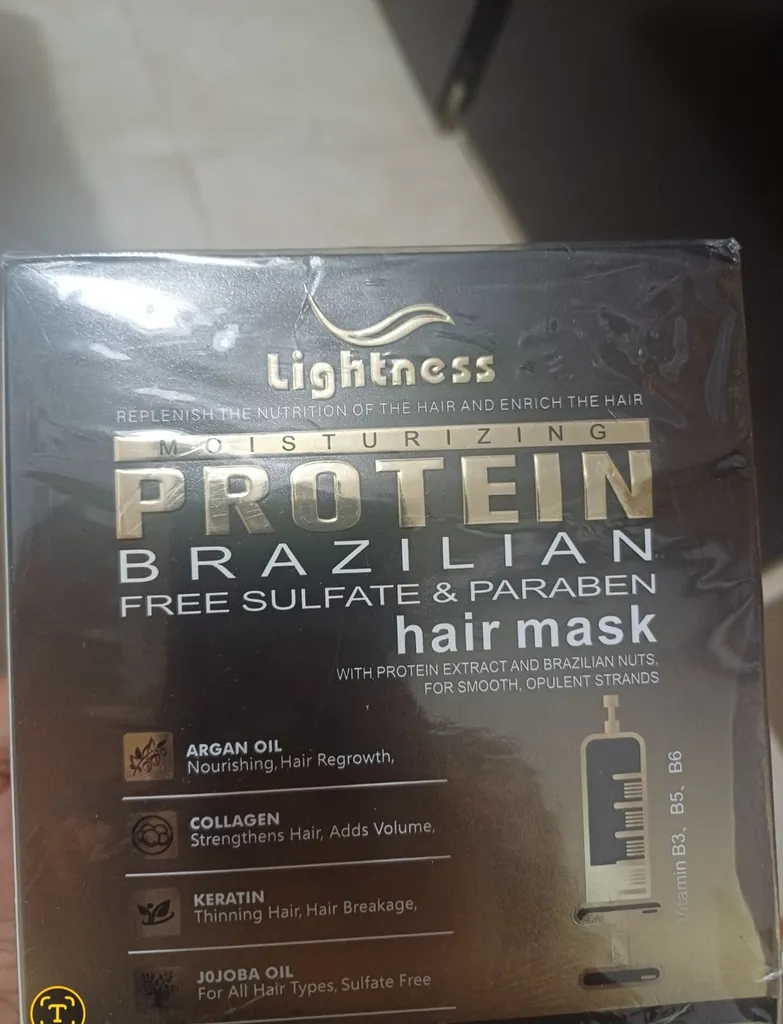 Lightness
REPLENISH THE NUTRITION OF THE HAIR AND ENRICH THE HAIR
MOISTURIZING
PROTEIN
BRAZILIAN
FREE SULFATE & PARABEN
hair mask
WITH PROTEIN EXTRACT AND BRAZILIAN NUTS,
FOR SMOOTH, OPULENT STRANDS
ARGAN OIL
Nourishing, Hair Regrowth,
COLLAGEN
Strengthens Hair, Adds Volume,
KERATIN
Thinning Hair, Hair Breakage,
JOJOBA OIL
For All Hair Types, Sulfate Free
Vitamin B3、 B5、 B6
T